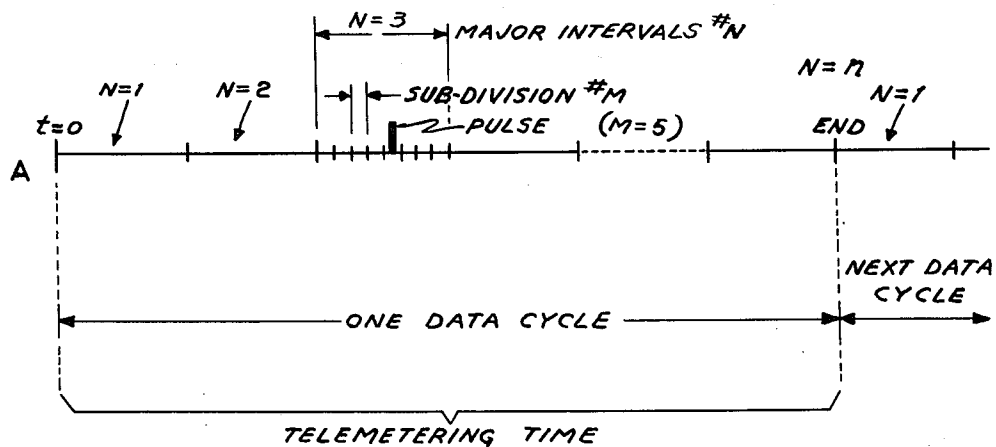 N=3
MAJOR INTERVALS #N
N=n
N=1
N=2
SUB-DIVISION #M
N=1
t=0
PULSE
(M=5)
END
A
NEXT DATA
CYCLE
ONE DATA CYCLE
TELEMETERING TIME